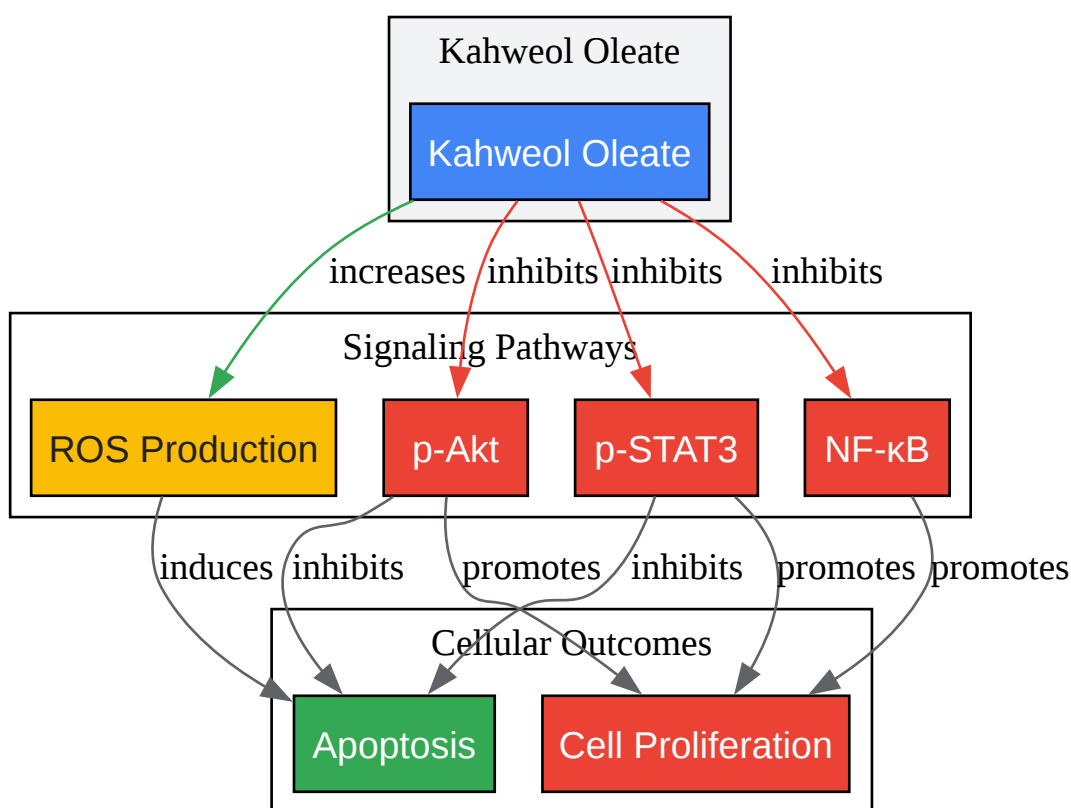 Kahweol Oleate
Kahweol Oleate
increases inhibits inhibits inhibits
Signaling Pathways
ROS Production p-Akt p-STAT3 NF-κB
induces inhibits promotes inhibits promotes promotes
Cellular Outcomes
Apoptosis Cell Proliferation